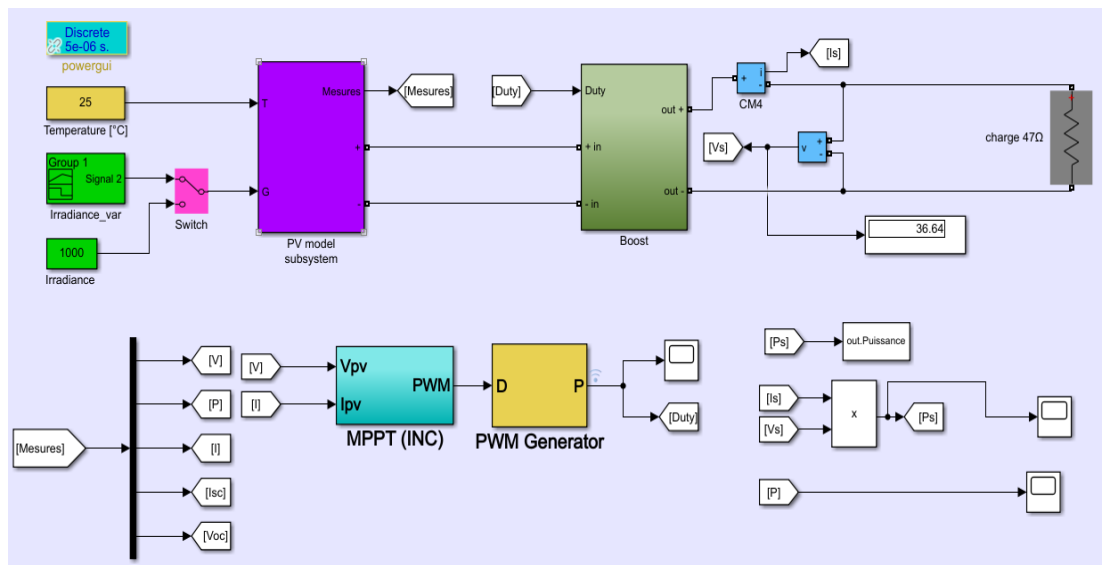 Discrete
5e-06 s.
powergui
25
Temperature [°C]
Group 1
Signal 2
Irradiance_var
1000
Irradiance
Switch
T
G
Mesures
+
-
PV model
subsystem
[Mesures]
[Duty]
Duty
+ in
- in
out +
out -
Boost
+
i
-
CM4
[Is]
[Vs]
v
+
-
+
charge 47Ω
36.64
[Mesures]
[V]
[P]
[I]
[Isc]
[Voc]
[V]
[I]
Vpv
Ipv
PWM
MPPT (INC)
D
P
PWM Generator
[Duty]
[Ps]
out.Puissance
[Is]
[Vs]
x
[Ps]
[P]